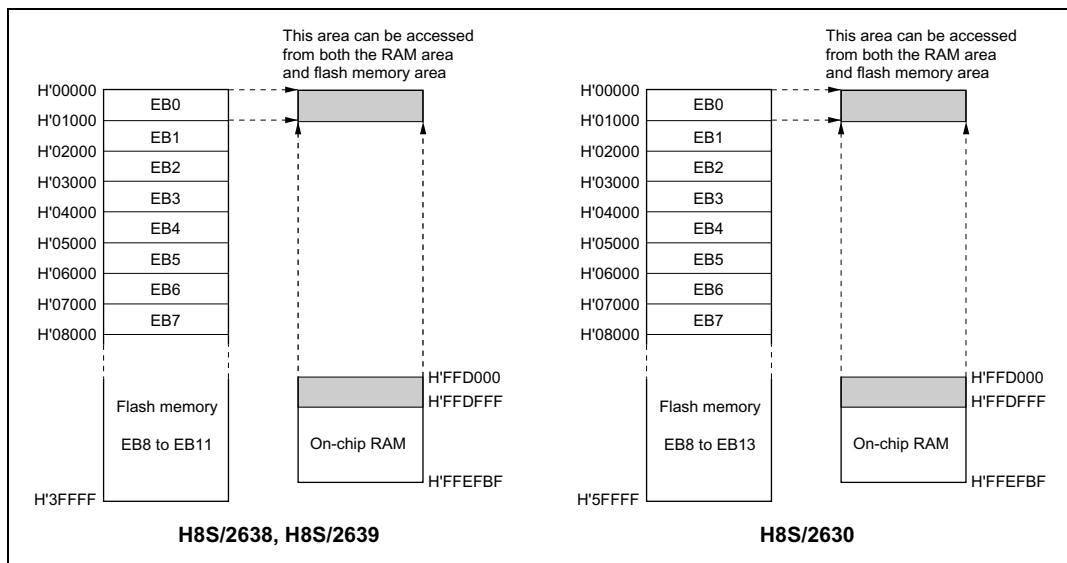 This area can be accessed
from both the RAM area
and flash memory area
H'00000
EB0
H'01000
EB1
H'02000
EB2
H'03000
EB3
H'04000
EB4
H'05000
EB5
H'06000
EB6
H'07000
EB7
H'08000
H'FFD000
Flash memory
H'FFDFFF
EB8 to EB11
On-chip RAM
H'FFEFBF
H'3FFFF
H8S/2638, H8S/2639
This area can be accessed
from both the RAM area
and flash memory area
H'00000
EB0
H'01000
EB1
H'02000
EB2
H'03000
EB3
H'04000
EB4
H'05000
EB5
H'06000
EB6
H'07000
EB7
H'08000
H'FFD000
Flash memory
H'FFDFFF
EB8 to EB13
On-chip RAM
H'FFEFBF
H'5FFFF
H8S/2630